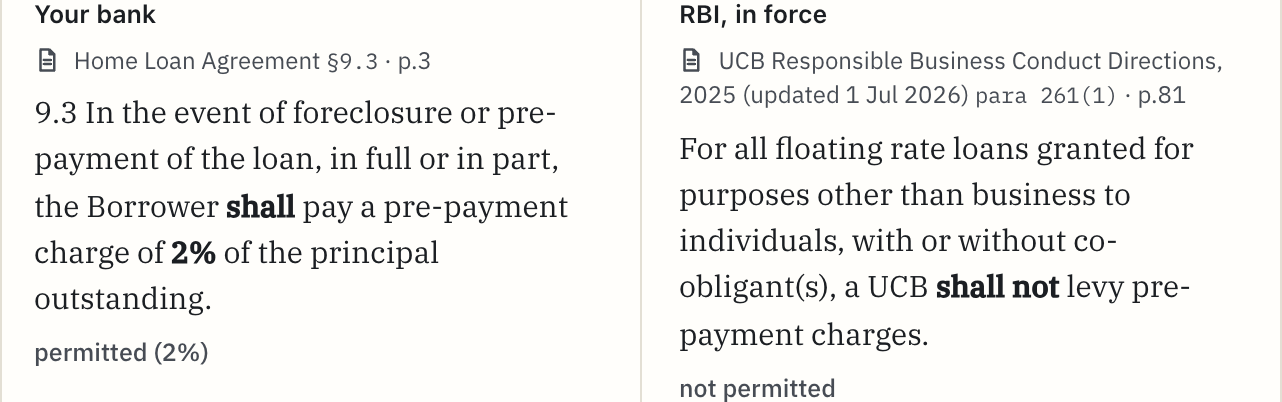 Your bank
Home Loan Agreement §9.3 · p.3
9.3 In the event of foreclosure or pre-
payment of the loan, in full or in part,
the Borrower shall pay a pre-payment
charge of 2% of the principal
outstanding.
permitted (2%)
RBI, in force
UCB Responsible Business Conduct Directions,
2025 (updated 1 Jul 2026) para 261(1) · p.81
For all floating rate loans granted for
purposes other than business to
individuals, with or without co-
obligant(s), a UCB shall not levy pre-
payment charges.
not permitted